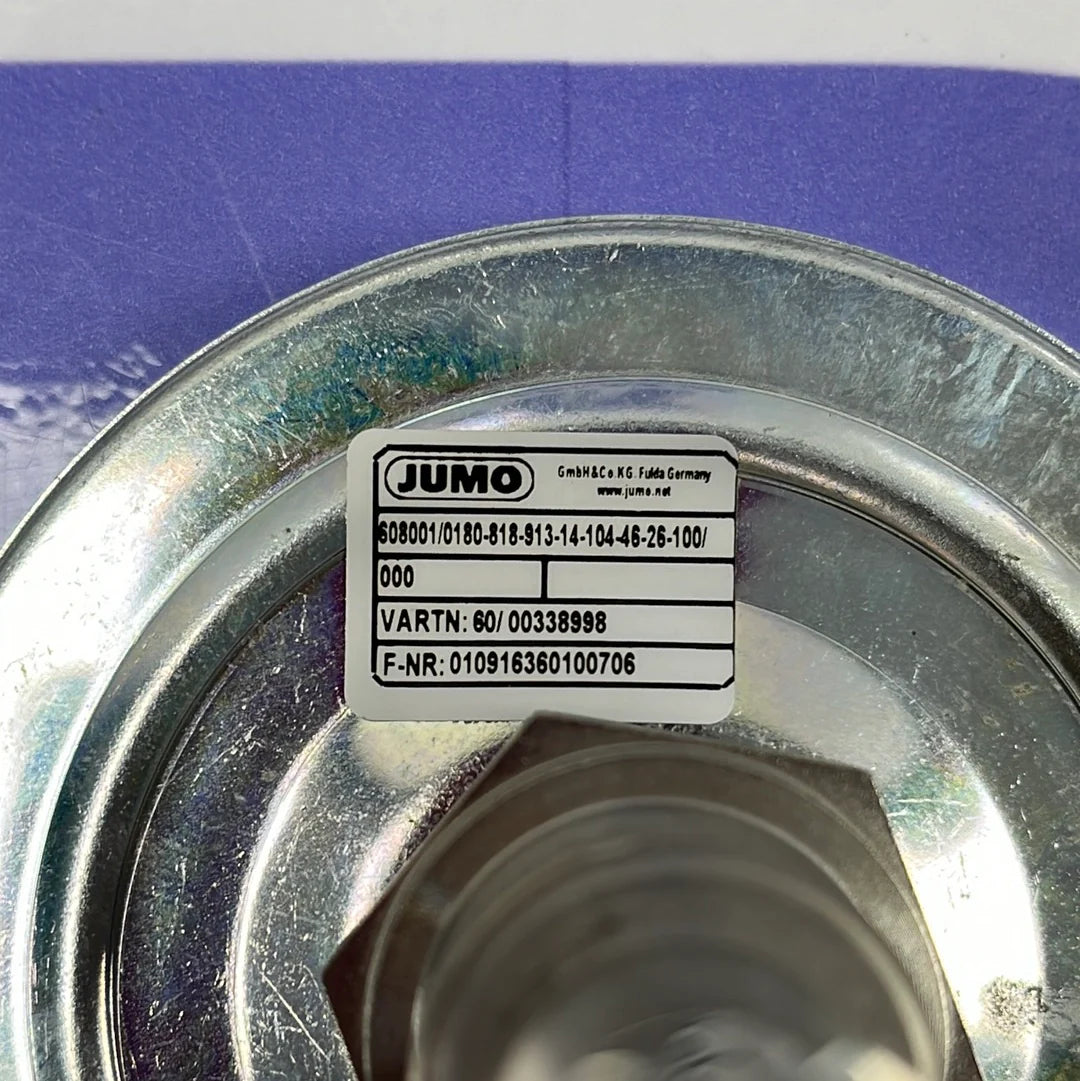 JUMO
GmbH&Co.KG. Fulda Germany
www.jumo.net
608001/0180-818-913-14-104-46-26-100/
000
VARTN: 60/ 00338998
F-NR: 010916360100706